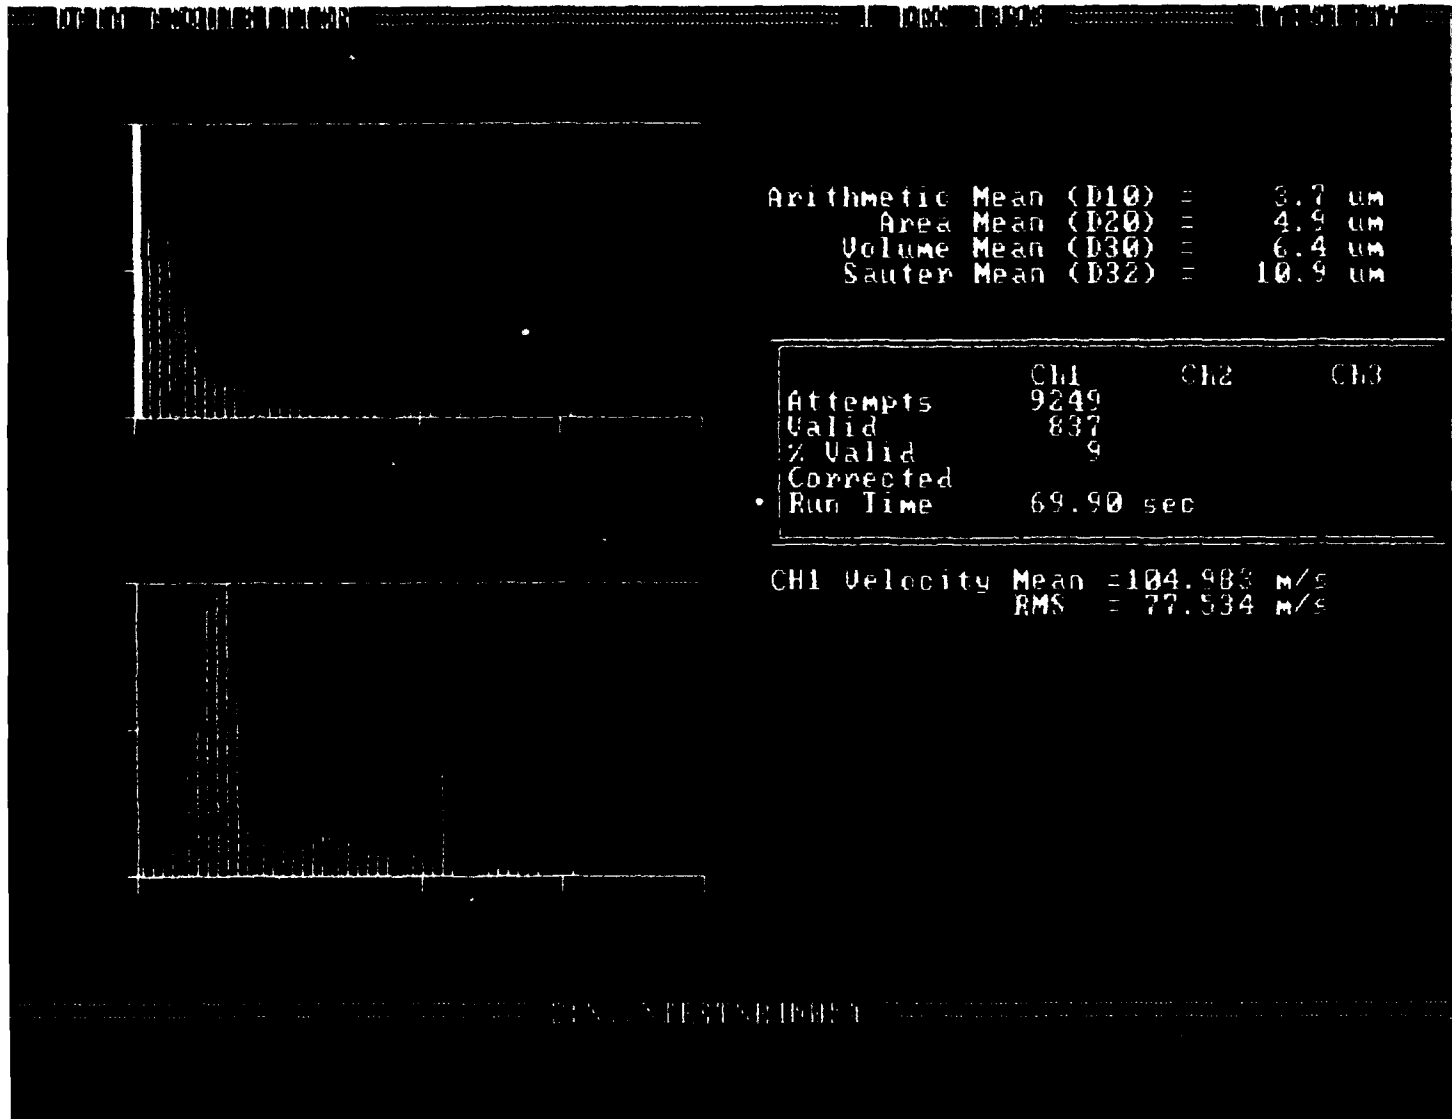 DATA ACQUISITION
Arithmetic Mean (D10) = 3.7 um
Area Mean (D20) = 4.9 um
Volume Mean (D30) = 6.4 um
Sauter Mean (D32) = 10.9 um
Ch1 Ch2 Ch3
Attempts 9249
Valid 837
% Valid 9
Corrected
Run Time 69.90 sec
CH1 Velocity Mean =104.983 m/s
RMS = 77.534 m/s